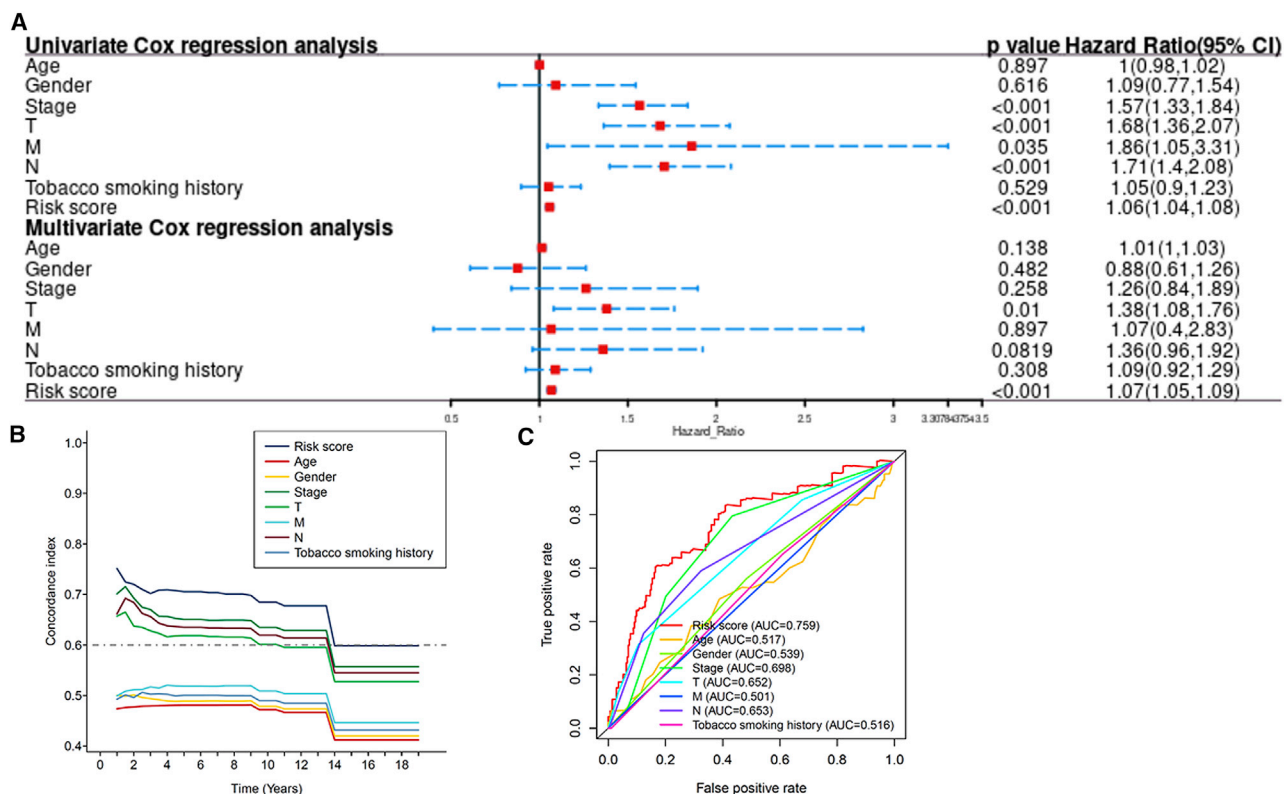 A
Univariate Cox regression analysis p value Hazard Ratio(95% CI)
Age 0.897 1(0.98,1.02)
Gender 0.616 1.09(0.77,1.54)
Stage <0.001 1.57(1.33,1.84)
T <0.001 1.68(1.36,2.07)
M 0.035 1.86(1.05,3.31)
N <0.001 1.71(1.4,2.08)
Tobacco smoking history 0.529 1.05(0.9,1.23)
Risk score <0.001 1.06(1.04,1.08)
Multivariate Cox regression analysis
Age 0.138 1.01(1,1.03)
Gender 0.482 0.88(0.61,1.26)
Stage 0.258 1.26(0.84,1.89)
T 0.01 1.38(1.08,1.76)
M 0.897 1.07(0.4,2.83)
N 0.0819 1.36(0.96,1.92)
Tobacco smoking history 0.308 1.09(0.92,1.29)
Risk score <0.001 1.07(1.05,1.09)
0.5 1 1.5 2 2.5 3 3.5
Hazard_Ratio
B
Concordance index
1.0
0.9
0.8
0.7
0.6
0.5
0.4
Risk score
Age
Gender
Stage
T
M
N
Tobacco smoking history
0 2 4 6 8 10 12 14 16 18
Time (Years)
C
True positive rate
1.0
0.8
0.6
0.4
0.2
0.0
Risk score (AUC=0.759)
Age (AUC=0.517)
Gender (AUC=0.539)
Stage (AUC=0.698)
T (AUC=0.652)
M (AUC=0.501)
N (AUC=0.653)
Tobacco smoking history (AUC=0.516)
0.0 0.2 0.4 0.6 0.8 1.0
False positive rate